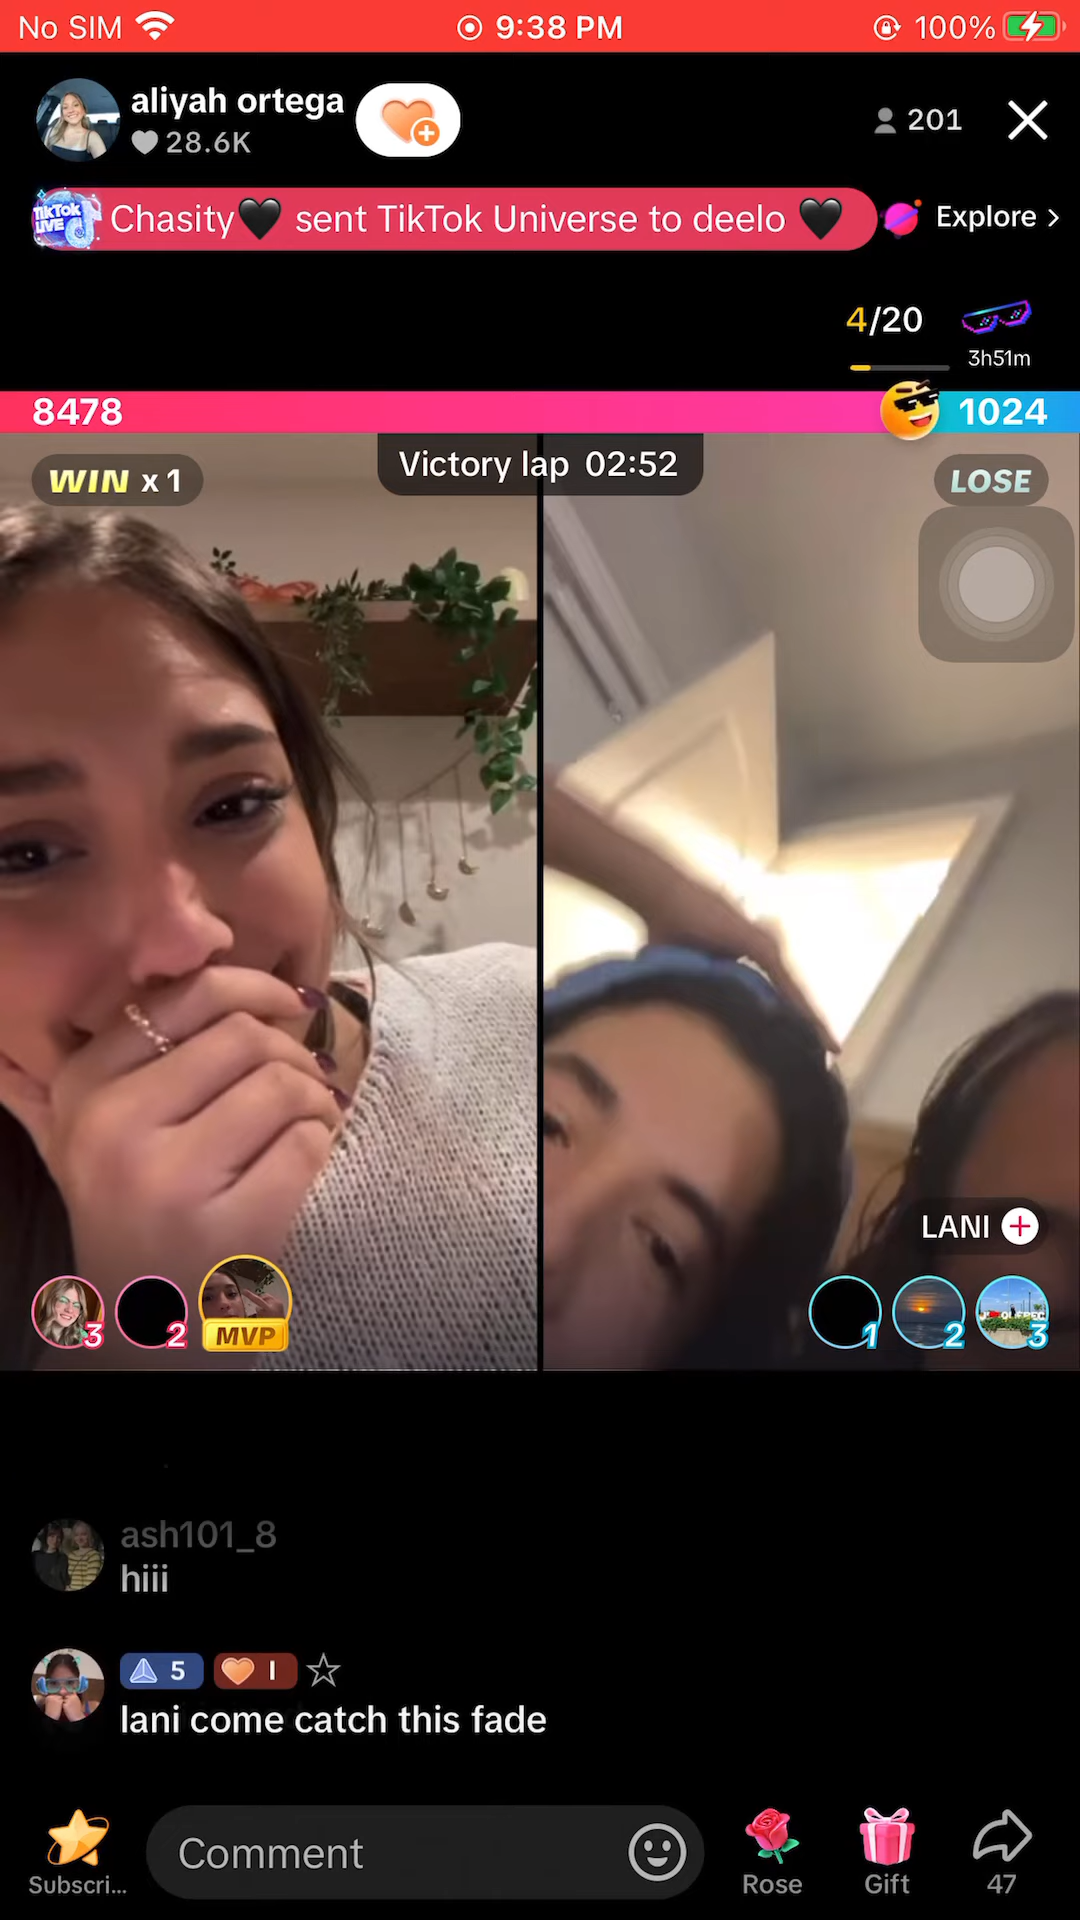 No SIM 9:38 PM 100%
aliyah ortega
28.6K
201
TikTok LIVE Chasity🖤 sent TikTok Universe to deelo 🖤 Explore >
4/20
3h51m
8478 1024
WIN x 1 Victory lap 02:52 LOSE
LANI
3 2 MVP 1 2 3
ash101_8
hiii
5 I
lani come catch this fade
Comment
Subscri... Rose Gift 47